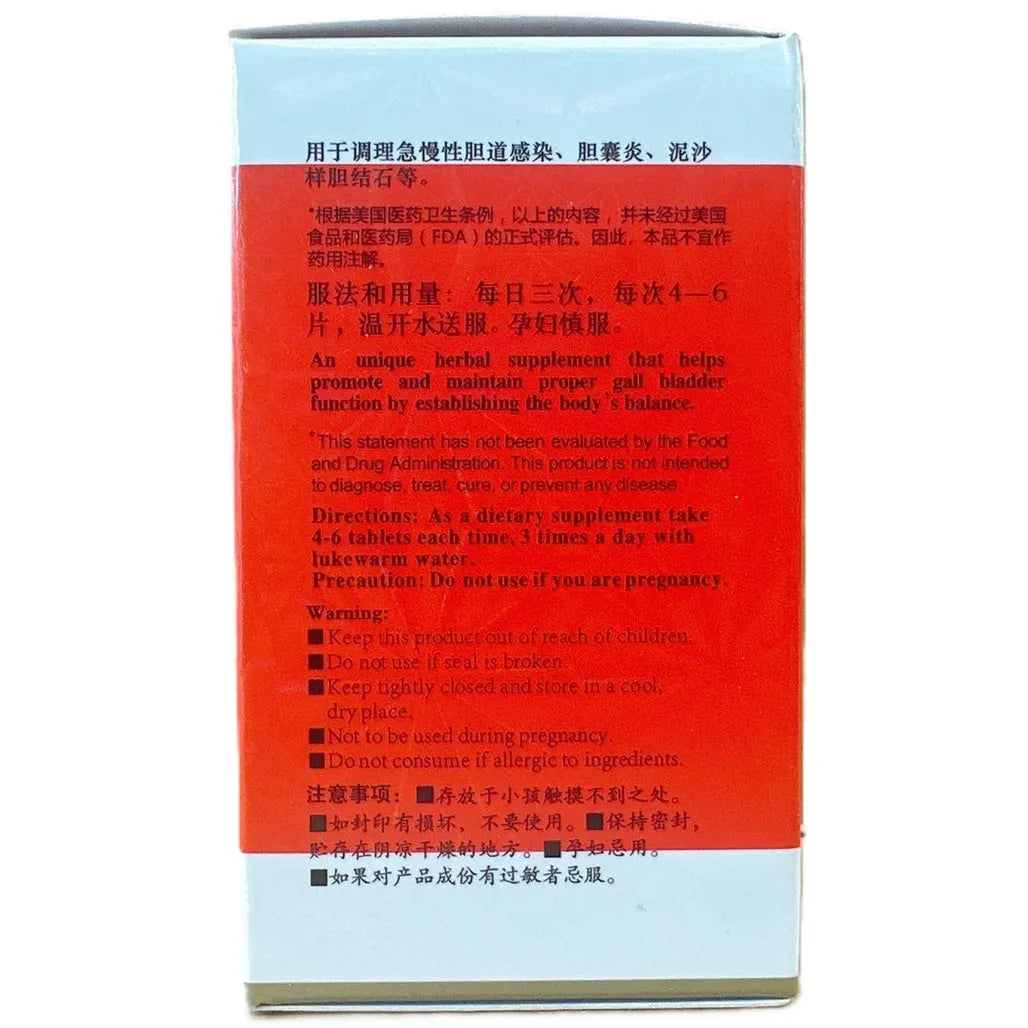 用于调理急慢性胆道感染、胆囊炎、泥沙
样胆结石等。
*根据美国医药卫生条例，以上的内容，并未经过美国
食品和医药局（FDA）的正式评估。因此，本品不宜作
药用注解。
服法和用量：每日三次，每次4—6
片，温开水送服。孕妇慎服。
An unique herbal supplement that helps
promote and maintain proper gall bladder
function by establishing the body's balance.
*This statement has not been evaluated by the Food
and Drug Administration. This product is not intended
to diagnose, treat, cure, or prevent any disease.
Directions: As a dietary supplement take
4-6 tablets each time, 3 times a day with
lukewarm water.
Precaution: Do not use if you are pregnancy.
Warning:
■Keep this product out of reach of children.
■Do not use if seal is broken.
■Keep tightly closed and store in a cool,
dry place.
■Not to be used during pregnancy.
■Do not consume if allergic to ingredients.
注意事项：■存放于小孩触摸不到之处。
■如封印有损坏，不要使用。■保持密封，
贮存在阴凉干燥的地方。■孕妇忌用。
■如果对产品成份有过敏者忌服。